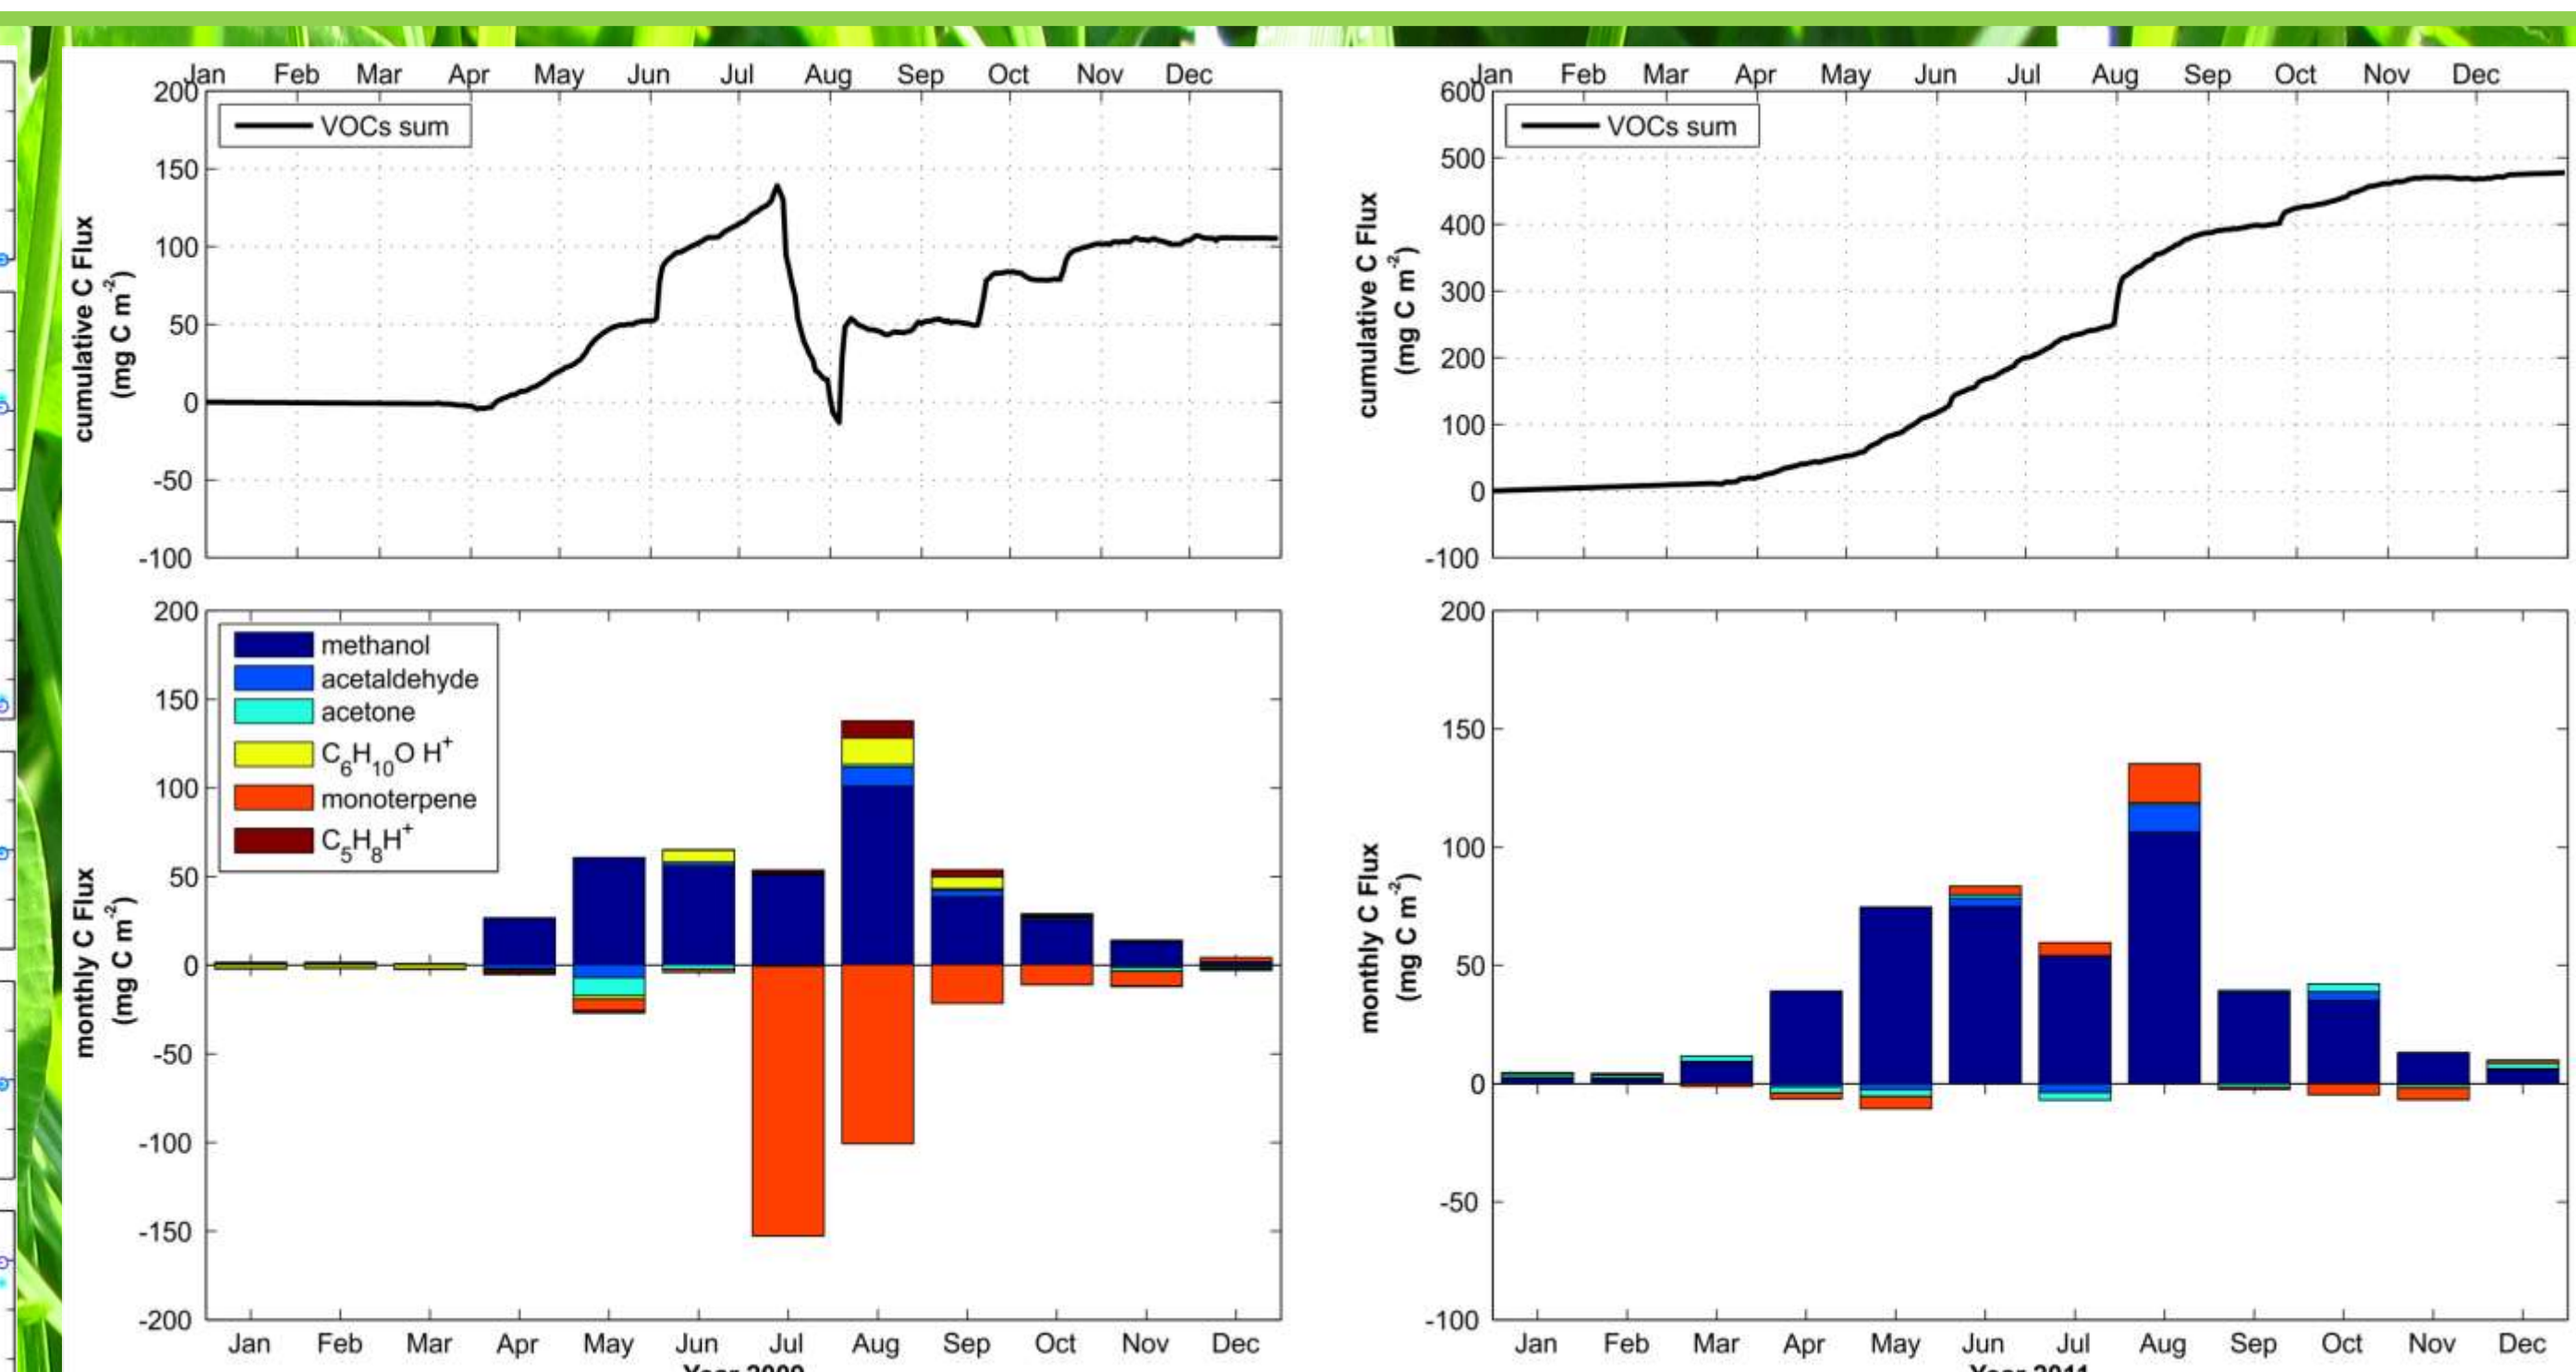 Jan Feb Mar Apr May Jun Jul Aug Sep Oct Nov Dec
200
150
100
50
0
-50
-100
VOCs sum
cumulative C Flux
(mg C m-2)
Jan Feb Mar Apr May Jun Jul Aug Sep Oct Nov Dec
600
500
400
300
200
100
0
-100
VOCs sum
cumulative C Flux
(mg C m-2)
200
150
100
50
0
-50
-100
-150
-200
methanol
acetaldehyde
acetone
C6H10O H+
monoterpene
C5H8H+
monthly C Flux
(mg C m-2)
Jan Feb Mar Apr May Jun Jul Aug Sep Oct Nov Dec
Year 2009
200
150
100
50
0
-50
-100
monthly C Flux
(mg C m-2)
Jan Feb Mar Apr May Jun Jul Aug Sep Oct Nov Dec
Year 2011